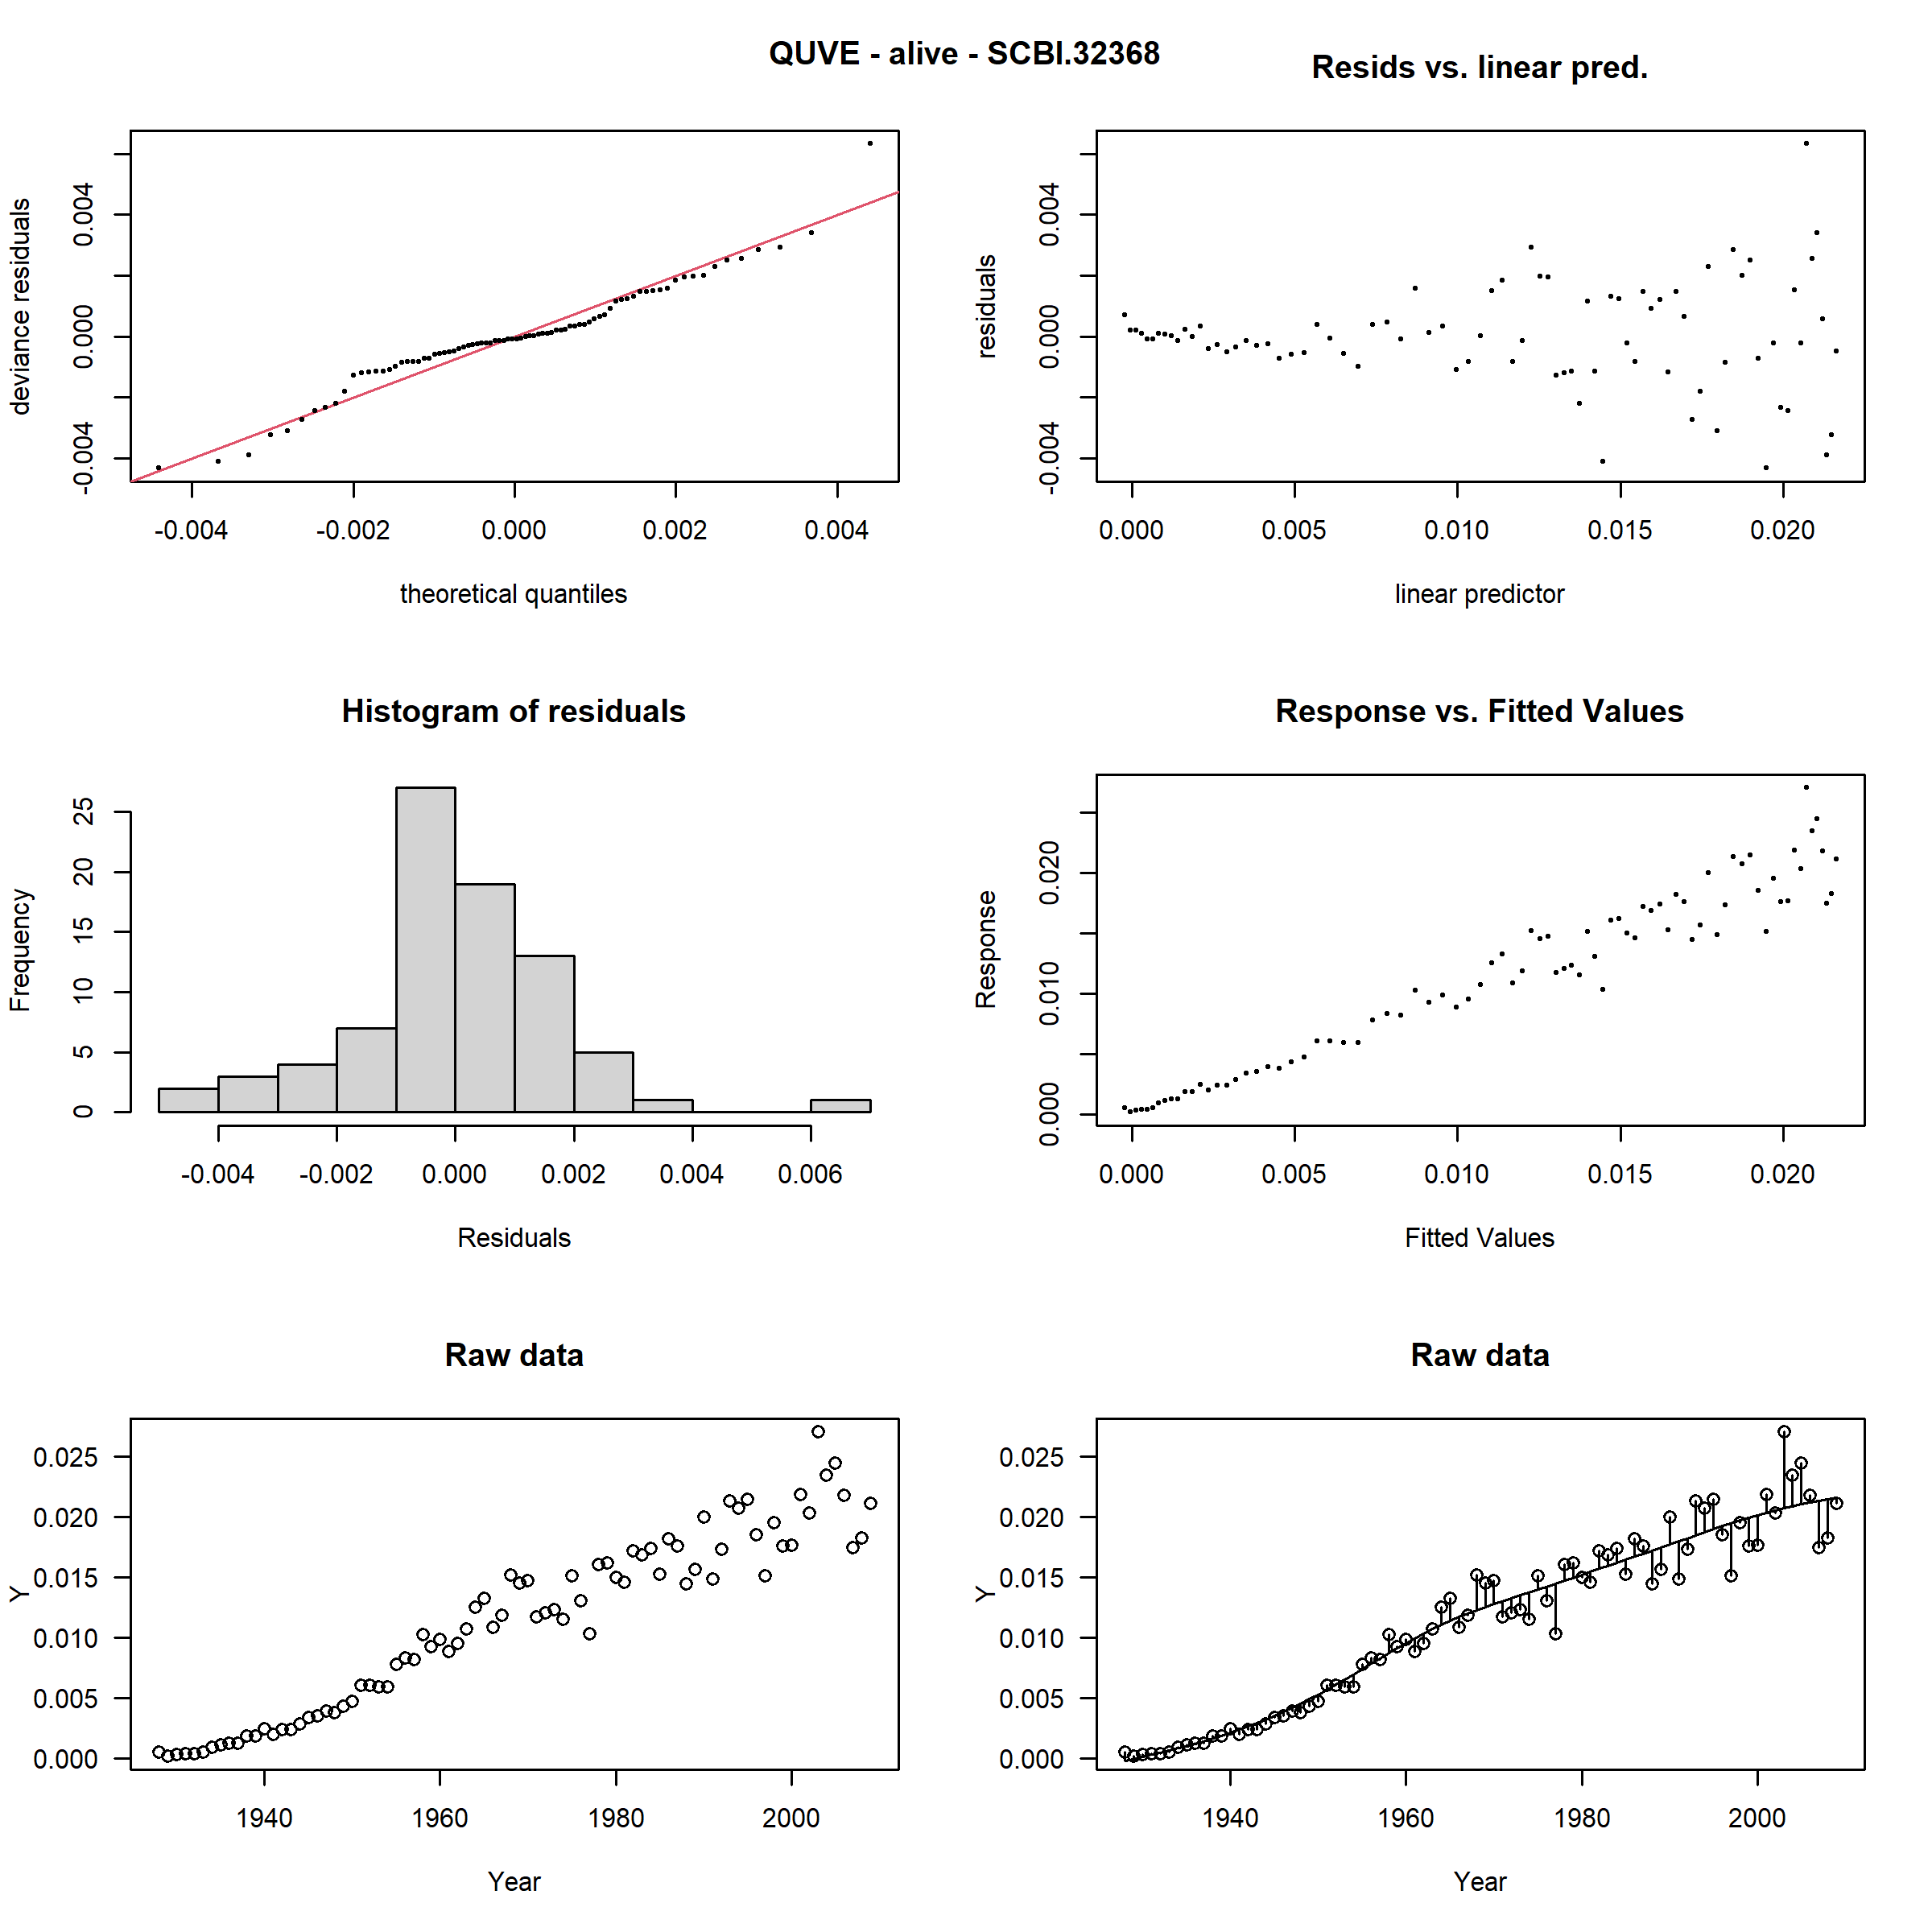 QUVE - alive - SCBI.32368
Resids vs. linear pred.
deviance residuals
-0.004 0.000 0.004
-0.004 -0.002 0.000 0.002 0.004
theoretical quantiles
residuals
-0.004 0.000 0.004
0.000 0.005 0.010 0.015 0.020
linear predictor
Histogram of residuals
Frequency
0 5 10 15 20 25
-0.004 -0.002 0.000 0.002 0.004 0.006
Residuals
Response vs. Fitted Values
Response
0.000 0.010 0.020
0.000 0.005 0.010 0.015 0.020
Fitted Values
Raw data
Y
0.025
0.020
0.015
0.010
0.005
0.000
1940 1960 1980 2000
Year
Raw data
Y
0.025
0.020
0.015
0.010
0.005
0.000
1940 1960 1980 2000
Year